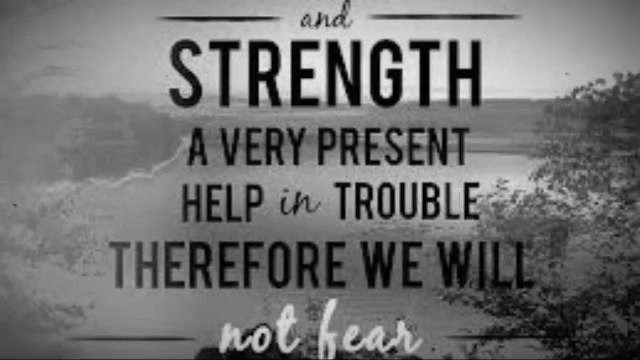 and
STRENGTH
A VERY PRESENT
HELP in TROUBLE
THEREFORE WE WILL
not fear